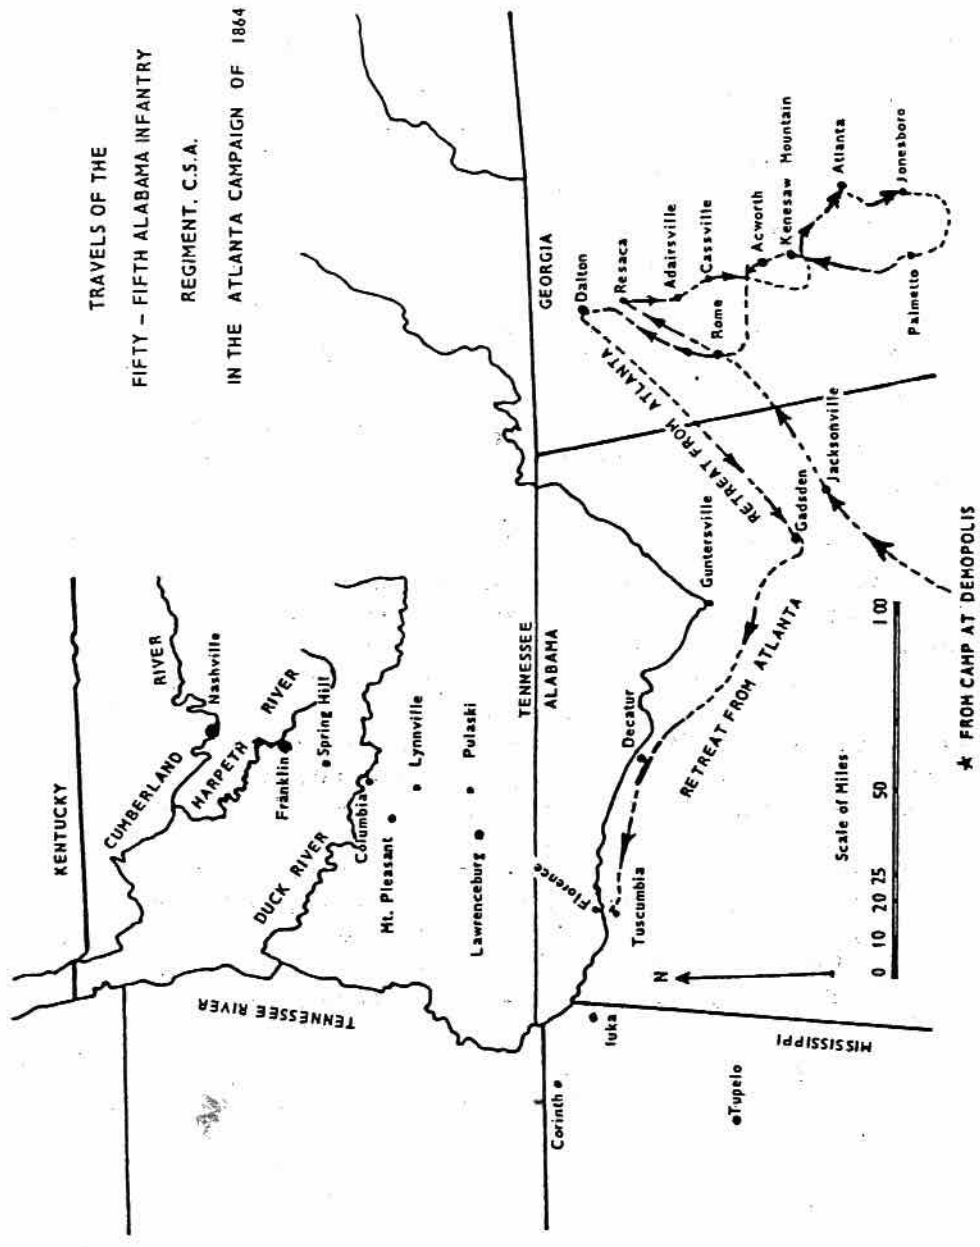 TRAVELS OF THE
FIFTY – FIFTH ALABAMA INFANTRY
REGIMENT, C.S.A.
IN THE ATLANTA CAMPAIGN OF 1864
KENTUCKY
CUMBERLAND
RIVER
Nashville
HARPETH
RIVER
Franklin
Spring Hill
DUCK RIVER
Columbia
Mt. Pleasant
Lynnville
Lawrenceburg
Pulaski
TENNESSEE RIVER
TENNESSEE
ALABAMA
GEORGIA
MISSISSIPPI
Corinth
Iuka
Tupelo
Florence
Tuscumbia
Decatur
Guntersville
Gadsden
Jacksonville
Dalton
Resaca
Adairsville
Cassville
Rome
Acworth
Kenesaw Mountain
Atlanta
Jonesboro
Palmetto
RETREAT FROM ATLANTA
RETREAT FROM ATLANTA
N
Scale of Miles
0 10 20 25 50 100
★ FROM CAMP AT DEMOPOLIS